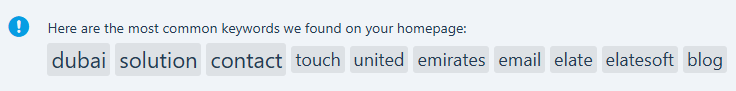 Here are the most common keywords we found on your homepage:
dubai solution contact touch united emirates email elate elatesoft blog